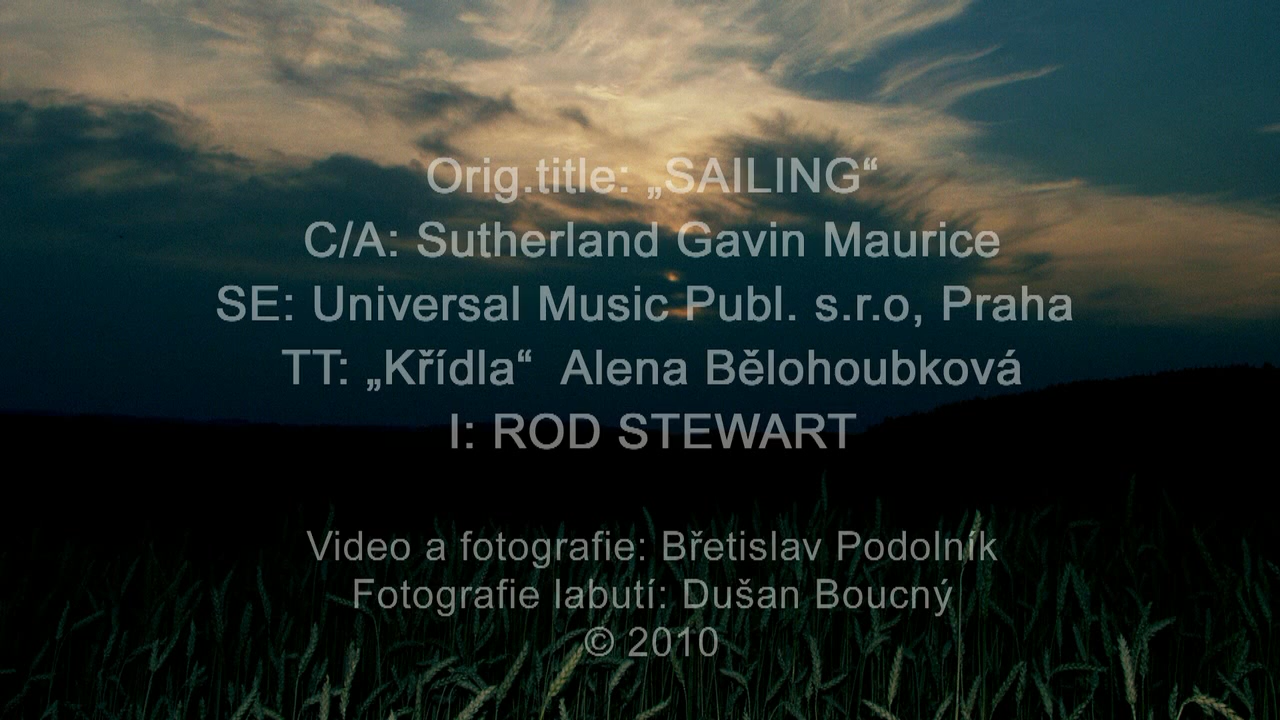 Orig.title: „SAILING“
C/A: Sutherland Gavin Maurice
SE: Universal Music Publ. s.r.o, Praha
TT: „Křídla“ Alena Bělohoubková
I: ROD STEWART
Video a fotografie: Břetislav Podolník
Fotografie labutí: Dušan Boucný
© 2010